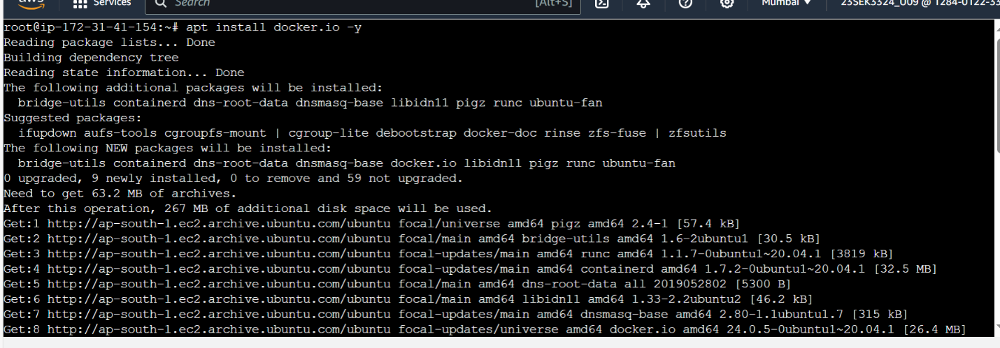 aws
Services
Search
[Alt+S]
Mumbai
root@ip-172-31-41-154:~# apt install docker.io -y
Reading package lists... Done
Building dependency tree
Reading state information... Done
The following additional packages will be installed:
  bridge-utils containerd dns-root-data dnsmasq-base libidn11 pigz runc ubuntu-fan
Suggested packages:
  ifupdown aufs-tools cgroupfs-mount | cgroup-lite debootstrap docker-doc rinse zfs-fuse | zfsutils
The following NEW packages will be installed:
  bridge-utils containerd dns-root-data dnsmasq-base docker.io libidn11 pigz runc ubuntu-fan
0 upgraded, 9 newly installed, 0 to remove and 59 not upgraded.
Need to get 63.2 MB of archives.
After this operation, 267 MB of additional disk space will be used.
Get:1 http://ap-south-1.ec2.archive.ubuntu.com/ubuntu focal/universe amd64 pigz amd64 2.4-1 [57.4 kB]
Get:2 http://ap-south-1.ec2.archive.ubuntu.com/ubuntu focal/main amd64 bridge-utils amd64 1.6-2ubuntu1 [30.5 kB]
Get:3 http://ap-south-1.ec2.archive.ubuntu.com/ubuntu focal-updates/main amd64 runc amd64 1.1.7-0ubuntu1~20.04.1 [3819 kB]
Get:4 http://ap-south-1.ec2.archive.ubuntu.com/ubuntu focal-updates/main amd64 containerd amd64 1.7.2-0ubuntu1~20.04.1 [32.5 MB]
Get:5 http://ap-south-1.ec2.archive.ubuntu.com/ubuntu focal/main amd64 dns-root-data all 2019052802 [5300 B]
Get:6 http://ap-south-1.ec2.archive.ubuntu.com/ubuntu focal/main amd64 libidn11 amd64 1.33-2.2ubuntu2 [46.2 kB]
Get:7 http://ap-south-1.ec2.archive.ubuntu.com/ubuntu focal-updates/main amd64 dnsmasq-base amd64 2.80-1.1ubuntu1.7 [315 kB]
Get:8 http://ap-south-1.ec2.archive.ubuntu.com/ubuntu focal-updates/universe amd64 docker.io amd64 24.0.5-0ubuntu1~20.04.1 [26.4 MB]